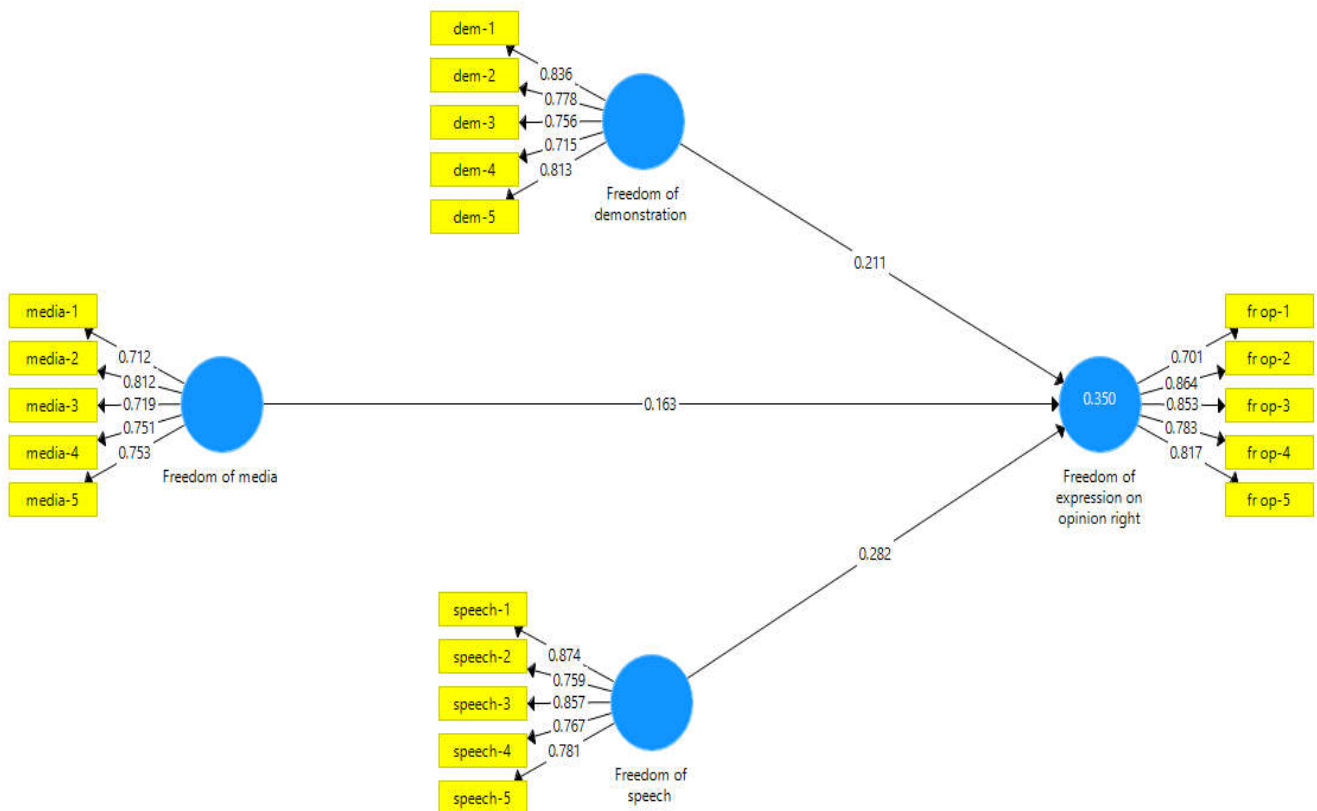 dem-1
dem-2
dem-3
dem-4
dem-5
0.836
0.778
0.756
0.715
0.813
Freedom of
demonstration
0.211
media-1
media-2
media-3
media-4
media-5
0.712
0.812
0.719
0.751
0.753
Freedom of media
0.163
0.350
Freedom of
expression on
opinion right
0.701
0.864
0.853
0.783
0.817
fr op-1
fr op-2
fr op-3
fr op-4
fr op-5
0.282
speech-1
speech-2
speech-3
speech-4
speech-5
0.874
0.759
0.857
0.767
0.781
Freedom of
speech